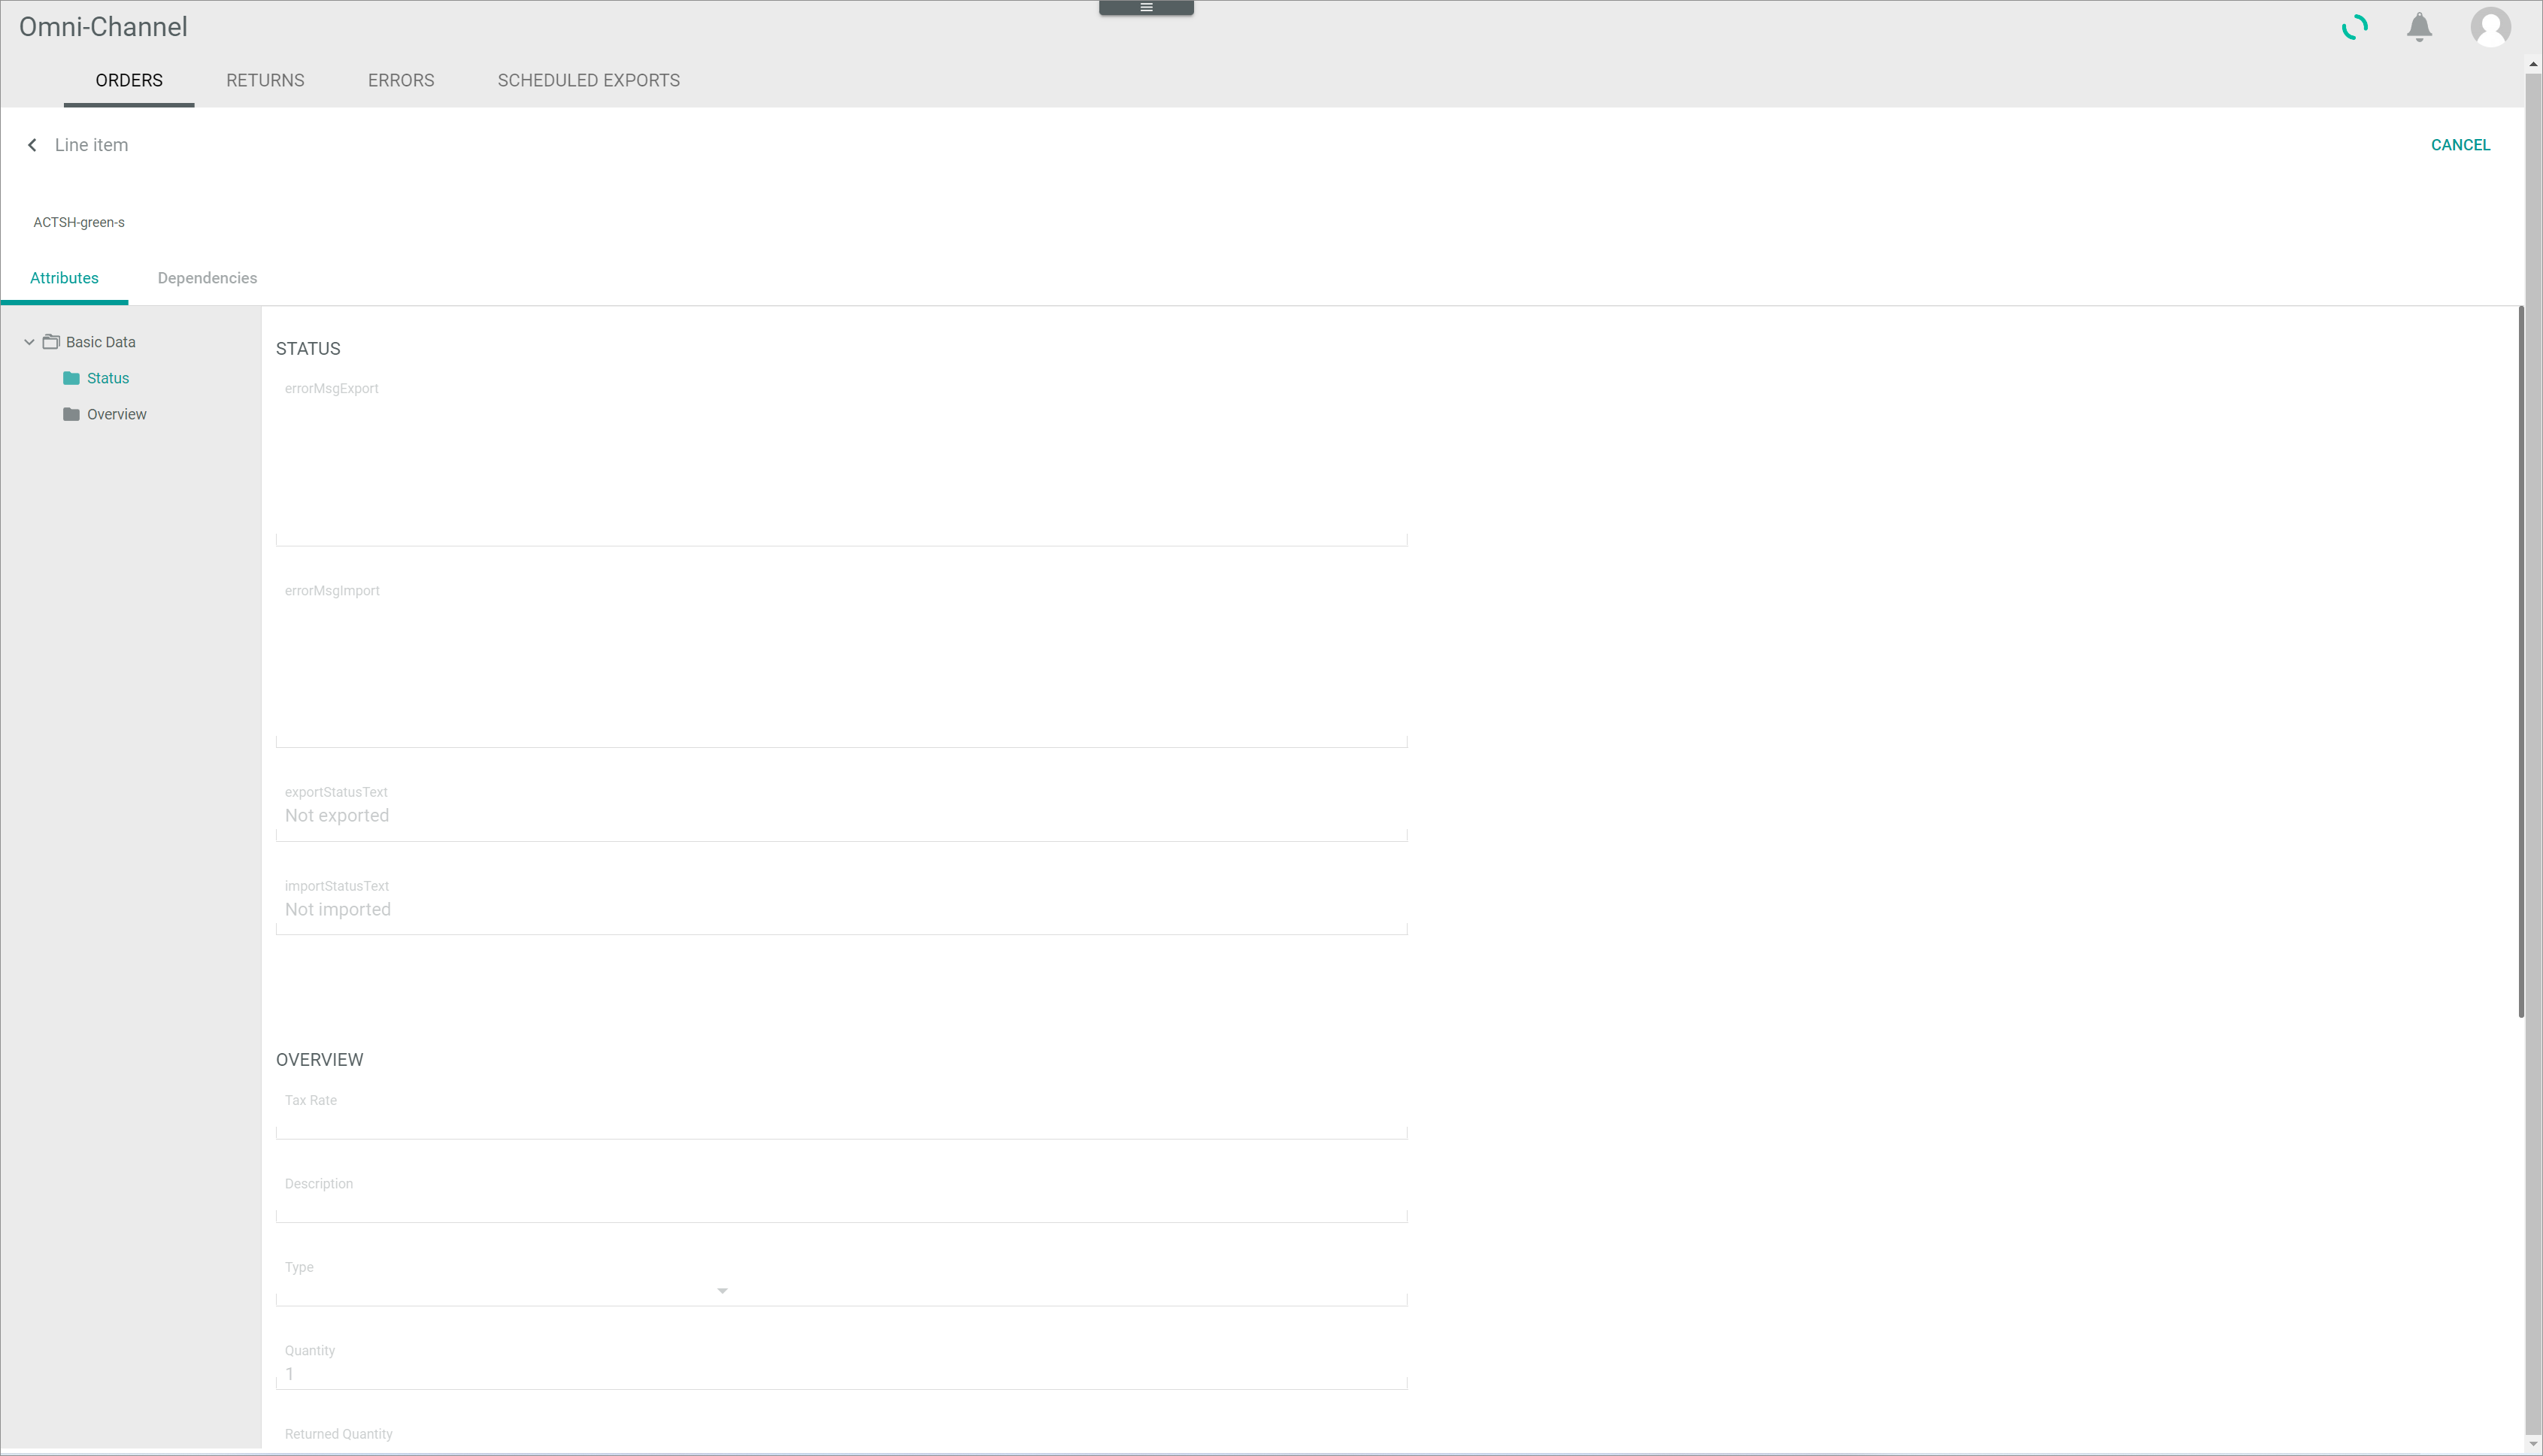 Omni-Channel
ORDERS RETURNS ERRORS SCHEDULED EXPORTS
Line item
CANCEL
ACTSH-green-s
Attributes Dependencies
Basic Data
Status
Overview
STATUS
errorMsgExport
errorMsgImport
exportStatusText
Not exported
importStatusText
Not imported
OVERVIEW
Tax Rate
Description
Type
Quantity
1
Returned Quantity